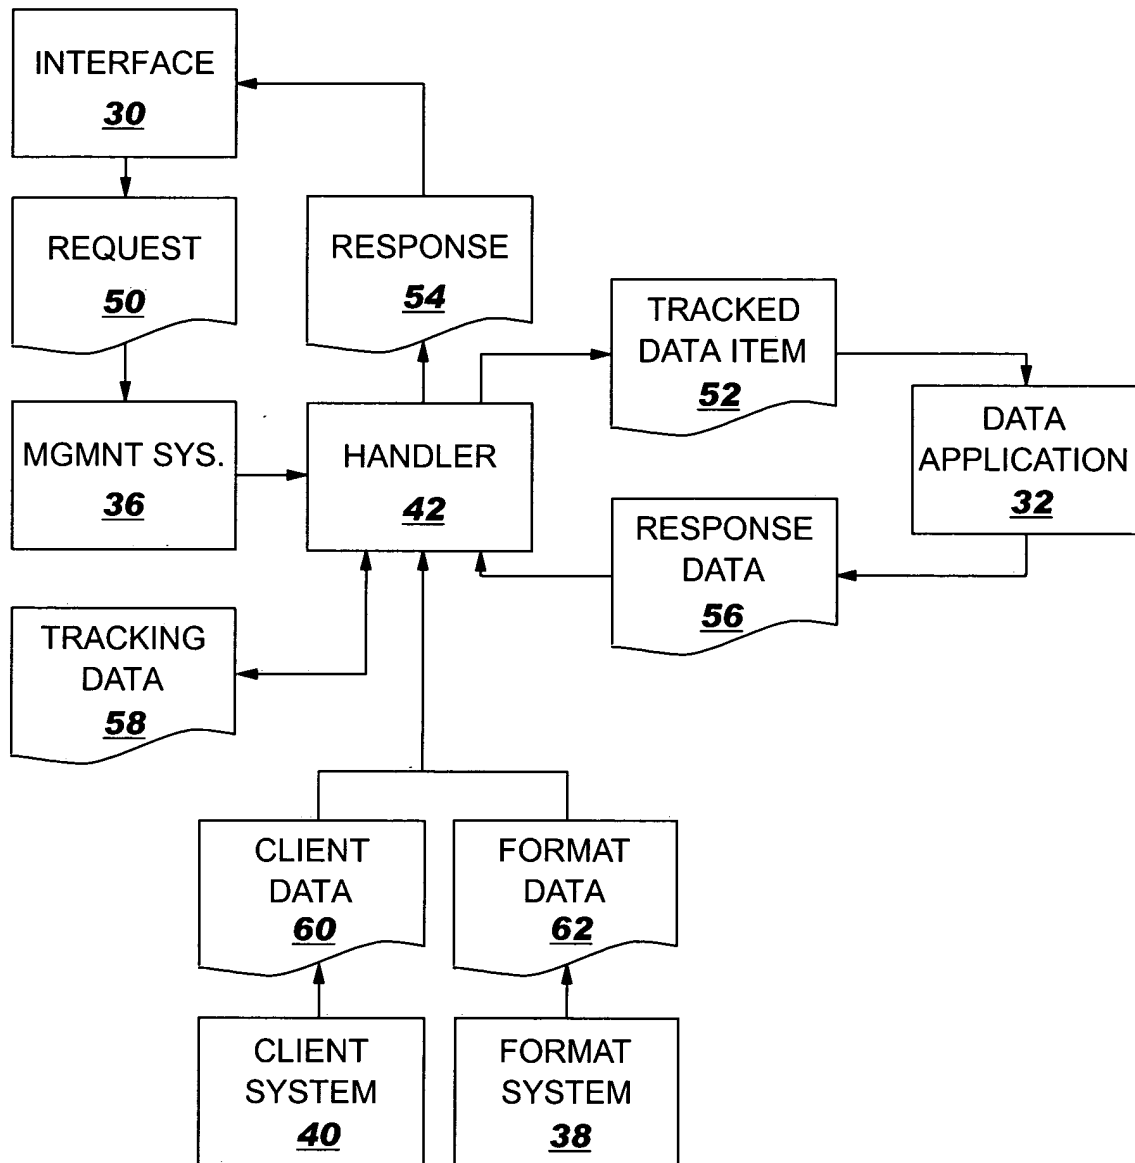 INTERFACE
30
REQUEST
50
RESPONSE
54
TRACKED
DATA ITEM
52
MGMNT SYS.
36
HANDLER
42
DATA
APPLICATION
32
RESPONSE
DATA
56
TRACKING
DATA
58
CLIENT
DATA
60
FORMAT
DATA
62
CLIENT
SYSTEM
40
FORMAT
SYSTEM
38